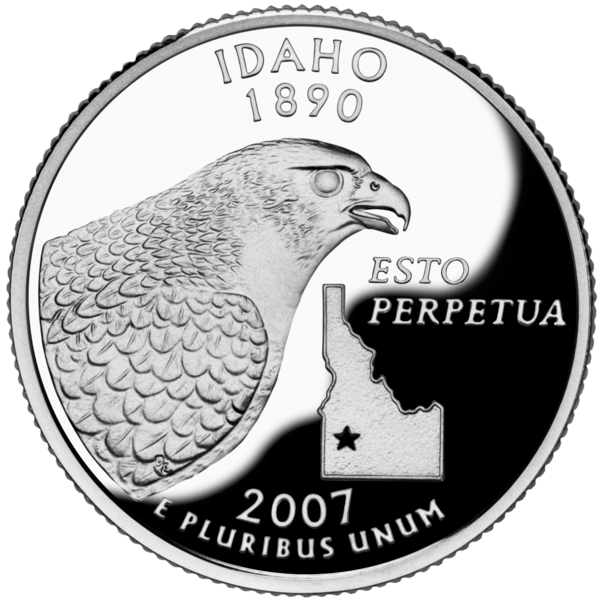 IDAHO
1890
ESTO
PERPETUA
2007
E PLURIBUS UNUM